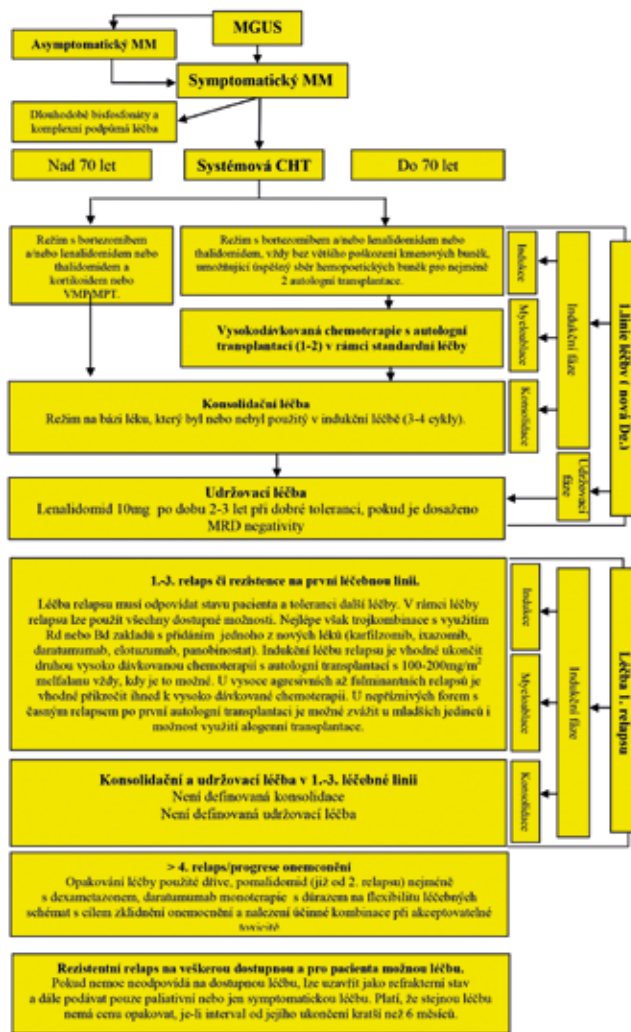 MGUS
Asymptomatický MM
Symptomatický MM
Dlouhodobě bisfosfonáty a
komplexní podpůrná léčba
Nad 70 let
Systémová CHT
Do 70 let
Režim s bortezomibem
a/nebo lenalidomidem nebo
thalidomidem a
kortikoidem nebo
VMP/MPT.
Režim s bortezomibem a/nebo lenalidomidem nebo
thalidomidem, vždy bez většího poškození kmenových buněk,
umožňující úspěšný sběr hemopoetických buněk pro nejméně
2 autologní transplantace.
Vysokodávkovaná chemoterapie s autologní
transplantací (1-2) v rámci standardní léčby
Konsolidační léčba
Režim na bázi léku, který byl nebo nebyl použitý v indukční léčbě (3-4 cykly).
Udržovací léčba
Lenalidomid 10mg po dobu 2-3 let při dobré toleranci, pokud je dosaženo
MRD negativity
Indukce
Myeloablace
Konsolidace
Indukční fáze
Udržovací
fáze
1.linie léčby ( nová Dg.)
1.-3. relaps či rezistence na první léčebnou linii.
Léčba relapsu musí odpovídat stavu pacienta a toleranci další léčby. V rámci léčby
relapsu lze použít všechny dostupné možnosti. Nejlépe však trojkombinace s využitím
Rd nebo Bd základů s přidáním jednoho z nových léků (karfilzomib, ixazomib,
daratumumab, elotuzumab, panobinostat). Indukční léčbu relapsu je vhodné ukončit
druhou vysoko dávkovanou chemoterapií s autologní transplantací s 100-200mg/m²
melfalanu vždy, kdy je to možné. U vysoce agresivních až fulminantních relapsů je
vhodné přikročit ihned k vysoko dávkované chemoterapii. U nepříznivých forem s
časným relapsem po první autologní transplantaci je možné zvážit u mladších jedinců i
možnost využití alogenní transplantace.
Konsolidační a udržovací léčba v 1.-3. léčebné linii
Není definovaná konsolidace
Není definovaná udržovací léčba
Indukce
Myeloablace
Konsolidace
Indukční fáze
Léčba 1. relapsu
> 4. relaps/progrese onemocnění
Opakování léčby použité dříve, pomalidomid (již od 2. relapsu) nejméně
s dexametazonem, daratumumab monoterapie s důrazem na flexibilitu léčebných
schémat s cílem zklidnění onemocnění a nalezení účinné kombinace při akceptovatelné
toxicitě
Rezistentní relaps na veškerou dostupnou a pro pacienta možnou léčbu.
Pokud nemoc neodpovídá na dostupnou léčbu, lze uzavřít jako refrakterní stav
a dále podávat pouze paliativní nebo jen symptomatickou léčbu. Platí, že stejnou léčbu
nemá cenu opakovat, je-li interval od jejího ukončení kratší než 6 měsíců.